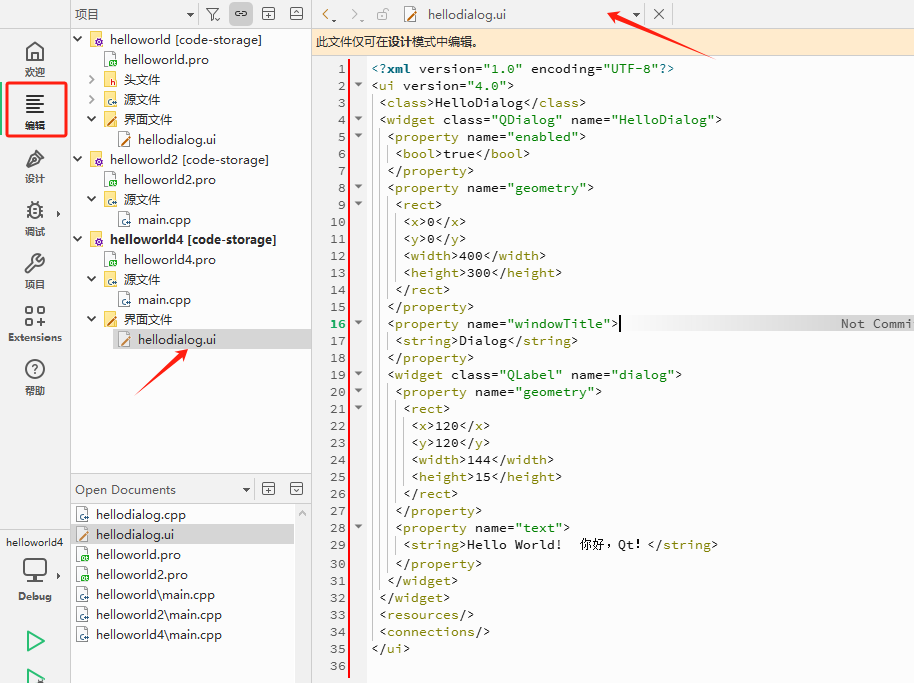 项目
hellodialog.ui
此文件仅可在设计模式中编辑。
欢迎
编辑
设计
调试
项目
Extensions
帮助
helloworld4
Debug
helloworld [code-storage]
helloworld.pro
头文件
源文件
界面文件
hellodialog.ui
helloworld2 [code-storage]
helloworld2.pro
源文件
main.cpp
helloworld4 [code-storage]
helloworld4.pro
源文件
main.cpp
界面文件
hellodialog.ui
Open Documents
hellodialog.cpp
hellodialog.ui
helloworld.pro
helloworld2.pro
helloworld\main.cpp
helloworld2\main.cpp
helloworld4\main.cpp
1 <?xml version="1.0" encoding="UTF-8"?>
2 <ui version="4.0">
3 <class>HelloDialog</class>
4 <widget class="QDialog" name="HelloDialog">
5 <property name="enabled">
6 <bool>true</bool>
7 </property>
8 <property name="geometry">
9 <rect>
10 <x>0</x>
11 <y>0</y>
12 <width>400</width>
13 <height>300</height>
14 </rect>
15 </property>
16 <property name="windowTitle"> Not Commi
17 <string>Dialog</string>
18 </property>
19 <widget class="QLabel" name="dialog">
20 <property name="geometry">
21 <rect>
22 <x>120</x>
23 <y>120</y>
24 <width>144</width>
25 <height>15</height>
26 </rect>
27 </property>
28 <property name="text">
29 <string>Hello World! 你好，Qt! </string>
30 </property>
31 </widget>
32 </widget>
33 <resources/>
34 <connections/>
35 </ui>
36